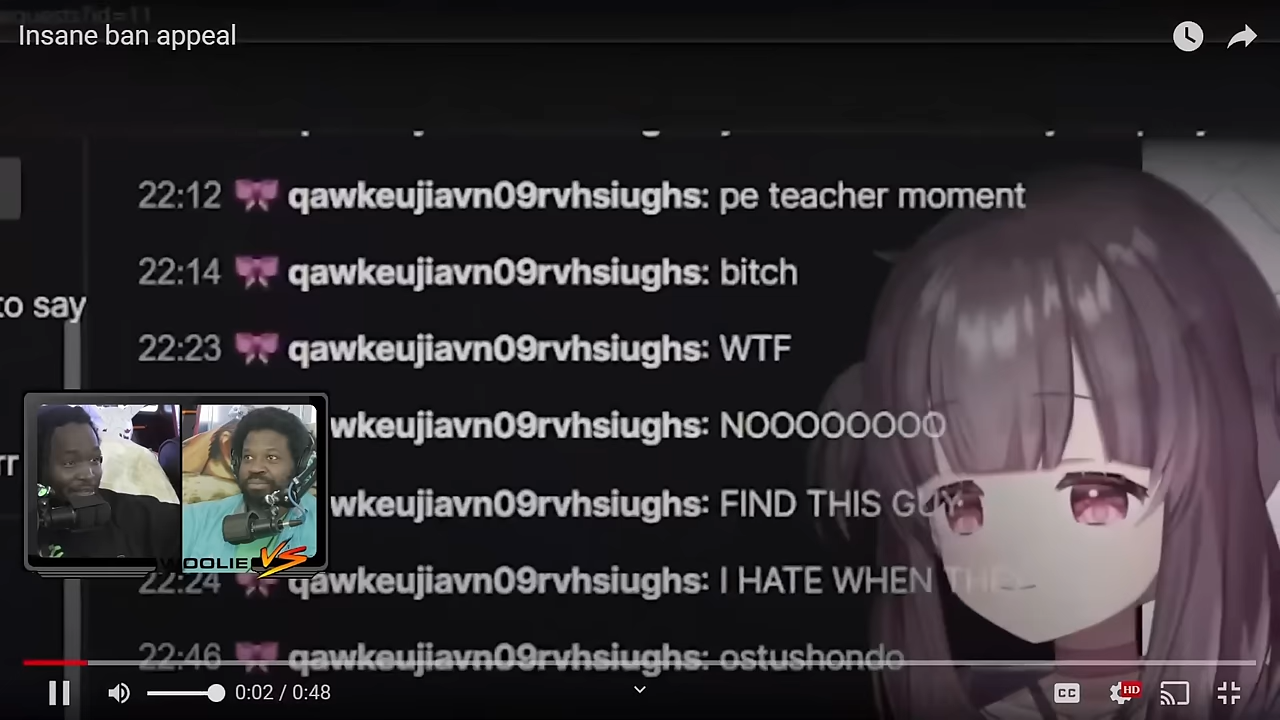 Insane ban appeal
22:12 qawkeujiavn09rvhsiughs: pe teacher moment
22:14 qawkeujiavn09rvhsiughs: bitch
to say
22:23 qawkeujiavn09rvhsiughs: WTF
wkeujiavn09rvhsiughs: NOOOOOOOO
rr
wkeujiavn09rvhsiughs: FIND THIS GUY
WOOLIE VS
22:24 qawkeujiavn09rvhsiughs: I HATE WHEN THEY
22:46 qawkeujiavn09rvhsiughs: ostushondo
0:02 / 0:48
CC
HD